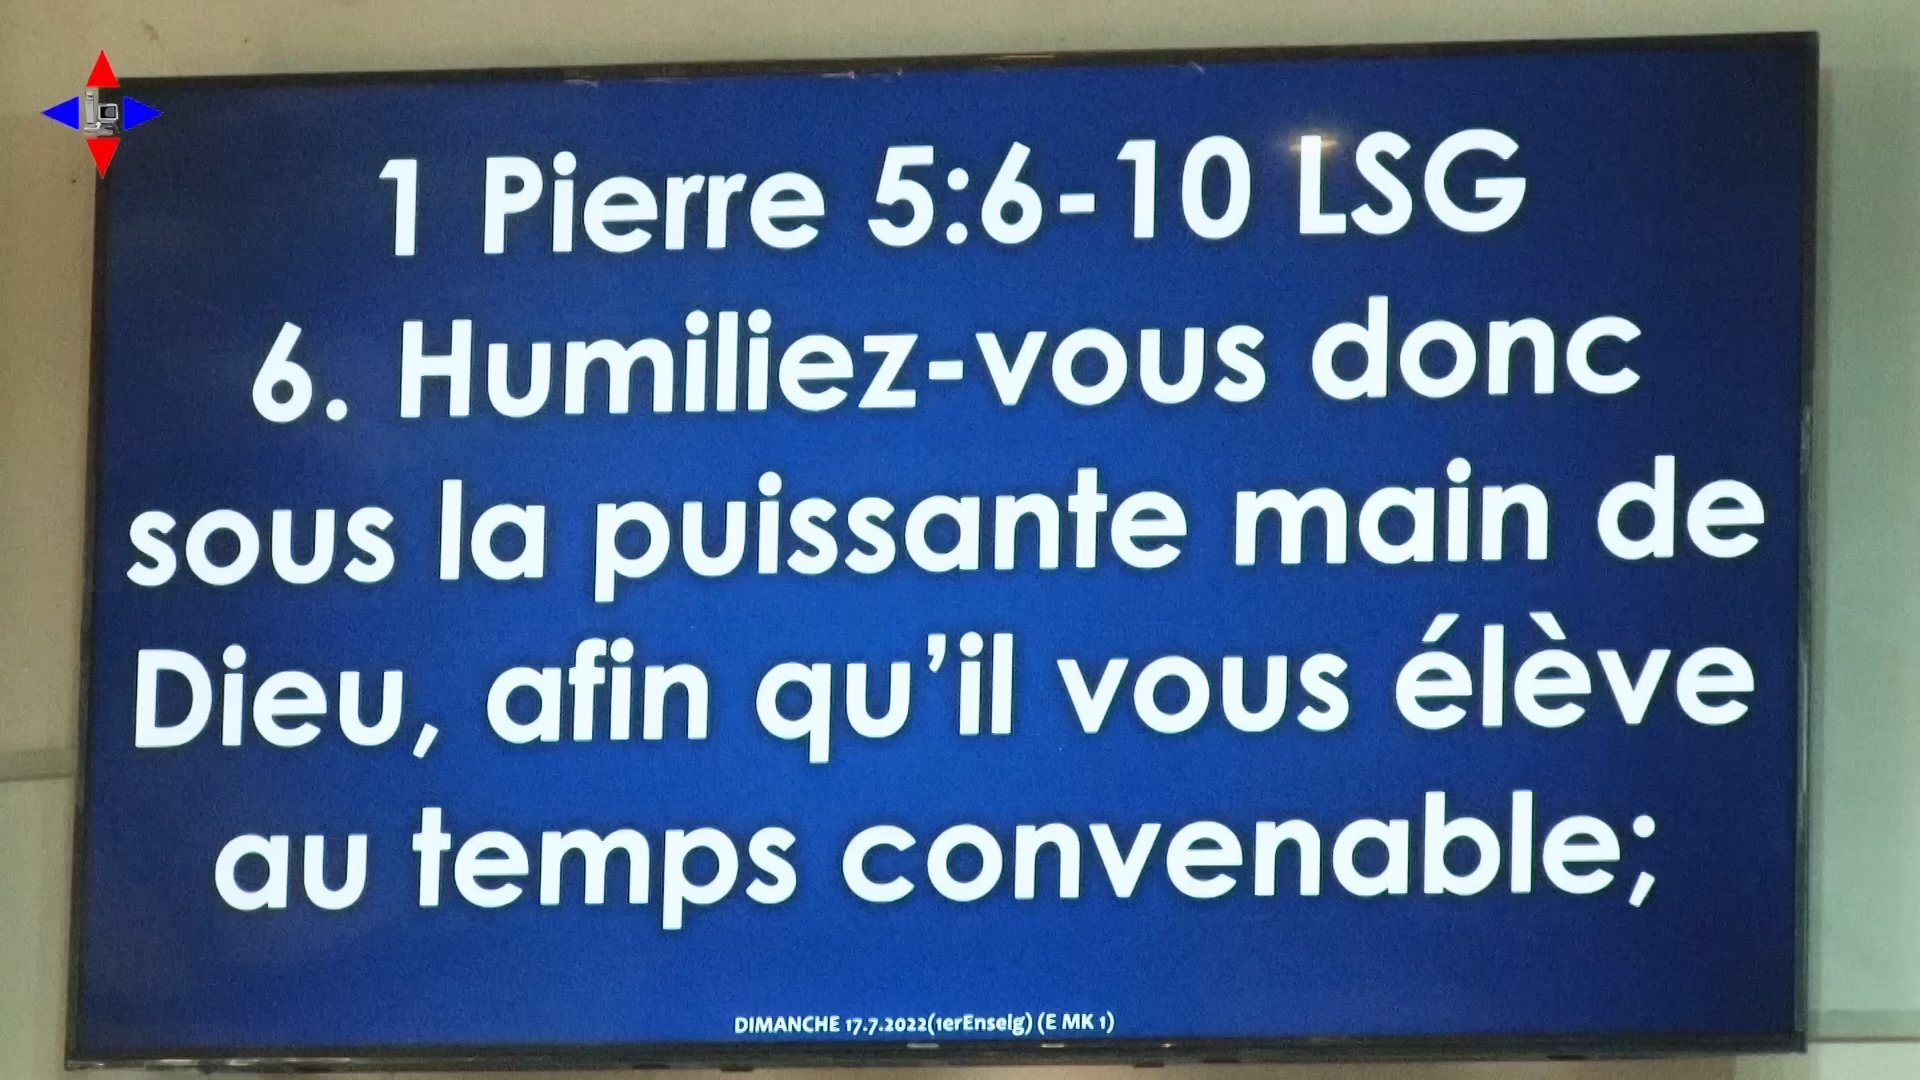 1 Pierre 5:6-10 LSG
6. Humiliez-vous donc
sous la puissante main de
Dieu, afin qu’il vous élève
au temps convenable;
DIMANCHE 17.7.2022(1erEnseig) (E MK 1)